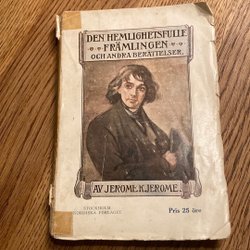 DEN HEMLIGHETSFULLE
FRÄMLINGEN
OCH ANDRA BERÄTTELSER.
AV JEROME K. JEROME.
STOCKHOLM
NORDISKA FÖRLAGET
Pris 25 öre